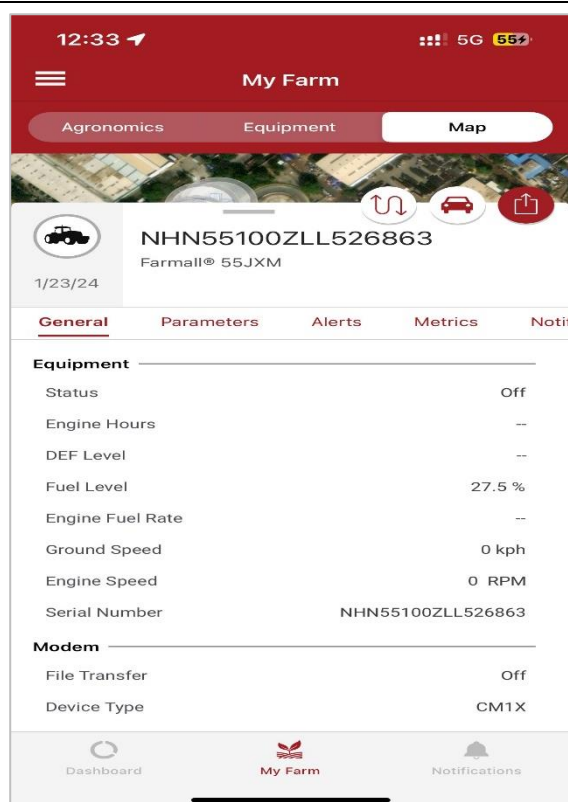 12:33 5G 55
My Farm
Agronomics Equipment Map
NHN55100ZLL526863
Farmall® 55JXM
1/23/24
General Parameters Alerts Metrics Noti
Equipment
Status Off
Engine Hours --
DEF Level --
Fuel Level 27.5 %
Engine Fuel Rate --
Ground Speed 0 kph
Engine Speed 0 RPM
Serial Number NHN55100ZLL526863
Modem
File Transfer Off
Device Type CM1X
Dashboard My Farm Notifications